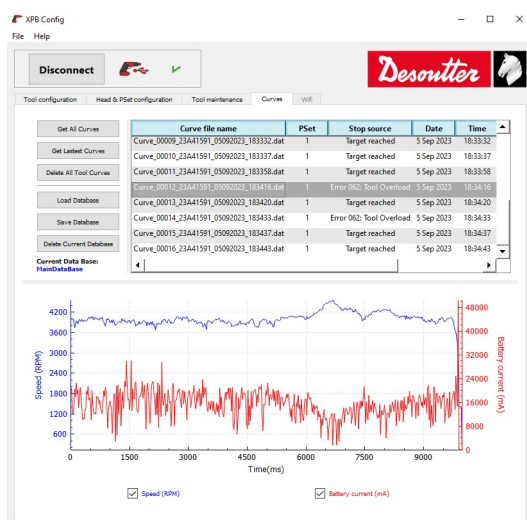 XPB Config
File Help
Disconnect
Desoutter
Tool configuration Head & PSet configuration Tool maintenance Curves Wifi
Get All Curves
Get Lastest Curves
Delete All Tool Curves
Load Database
Save Database
Delete Current Database
Current Data Base:
MainDataBase
Curve file name PSet Stop source Date Time
Curve_00009_23A41591_05092023_183332.dat 1 Target reached 5 Sep 2023 18:33:32
Curve_00010_23A41591_05092023_183337.dat 1 Target reached 5 Sep 2023 18:33:37
Curve_00011_23A41591_05092023_183358.dat 1 Target reached 5 Sep 2023 18:33:58
Curve_00012_23A41591_05092023_183416.dat 1 Error 062: Tool Overload 5 Sep 2023 18:34:16
Curve_00013_23A41591_05092023_183420.dat 1 Target reached 5 Sep 2023 18:34:20
Curve_00014_23A41591_05092023_183433.dat 1 Error 062: Tool Overload 5 Sep 2023 18:34:33
Curve_00015_23A41591_05092023_183437.dat 1 Target reached 5 Sep 2023 18:34:37
Curve_00016_23A41591_05092023_183443.dat 1 Target reached 5 Sep 2023 18:34:43
Speed (RPM)
4200
3600
3000
2400
1800
1200
600
0 1500 3000 4500 6000 7500 9000
Time(ms)
48000
40000
32000
24000
16000
8000
0
Battery current (mA)
Speed (RPM) Battery current (mA)